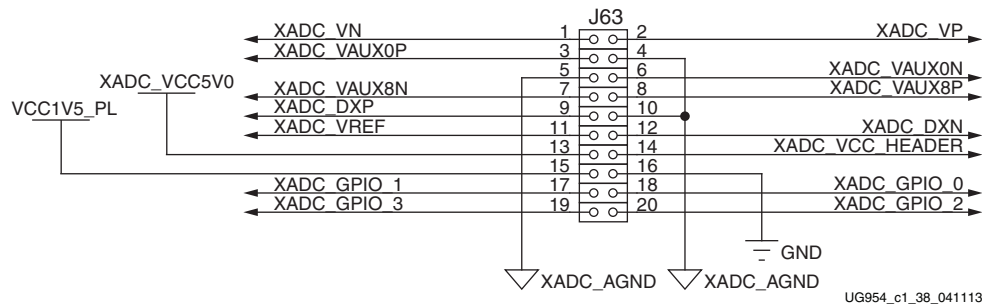 J63
XADC_VN 1 2 XADC_VP
XADC_VAUX0P 3 4
5 6 XADC_VAUX0N
XADC_VCC5V0
XADC_VAUX8N 7 8 XADC_VAUX8P
VCC1V5_PL
XADC_DXP 9 10
XADC_VREF 11 12 XADC_DXN
13 14 XADC_VCC_HEADER
15 16
XADC_GPIO_1 17 18 XADC_GPIO_0
XADC_GPIO_3 19 20 XADC_GPIO_2
GND
XADC_AGND XADC_AGND
UG954_c1_38_041113